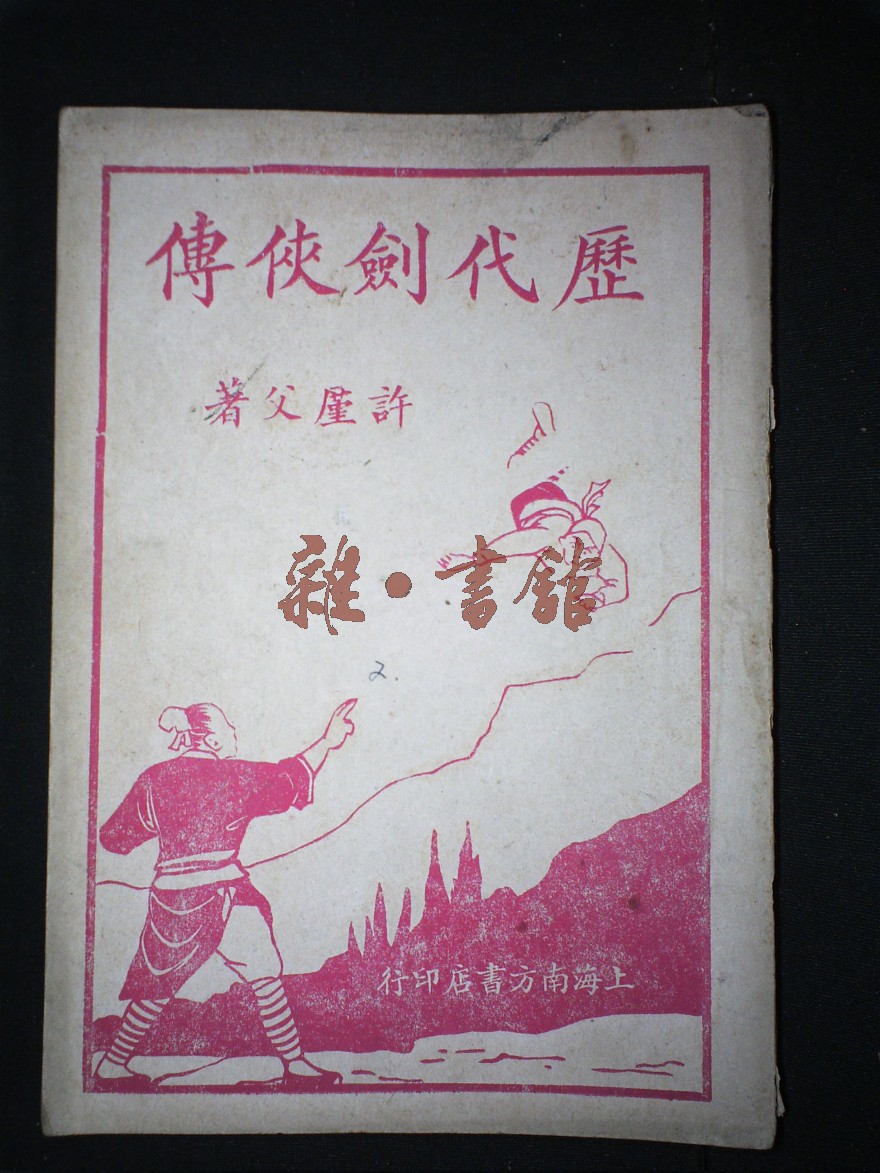 歷代劍俠傳
許廑父著
雜·書館
2.
上海南方書店印行